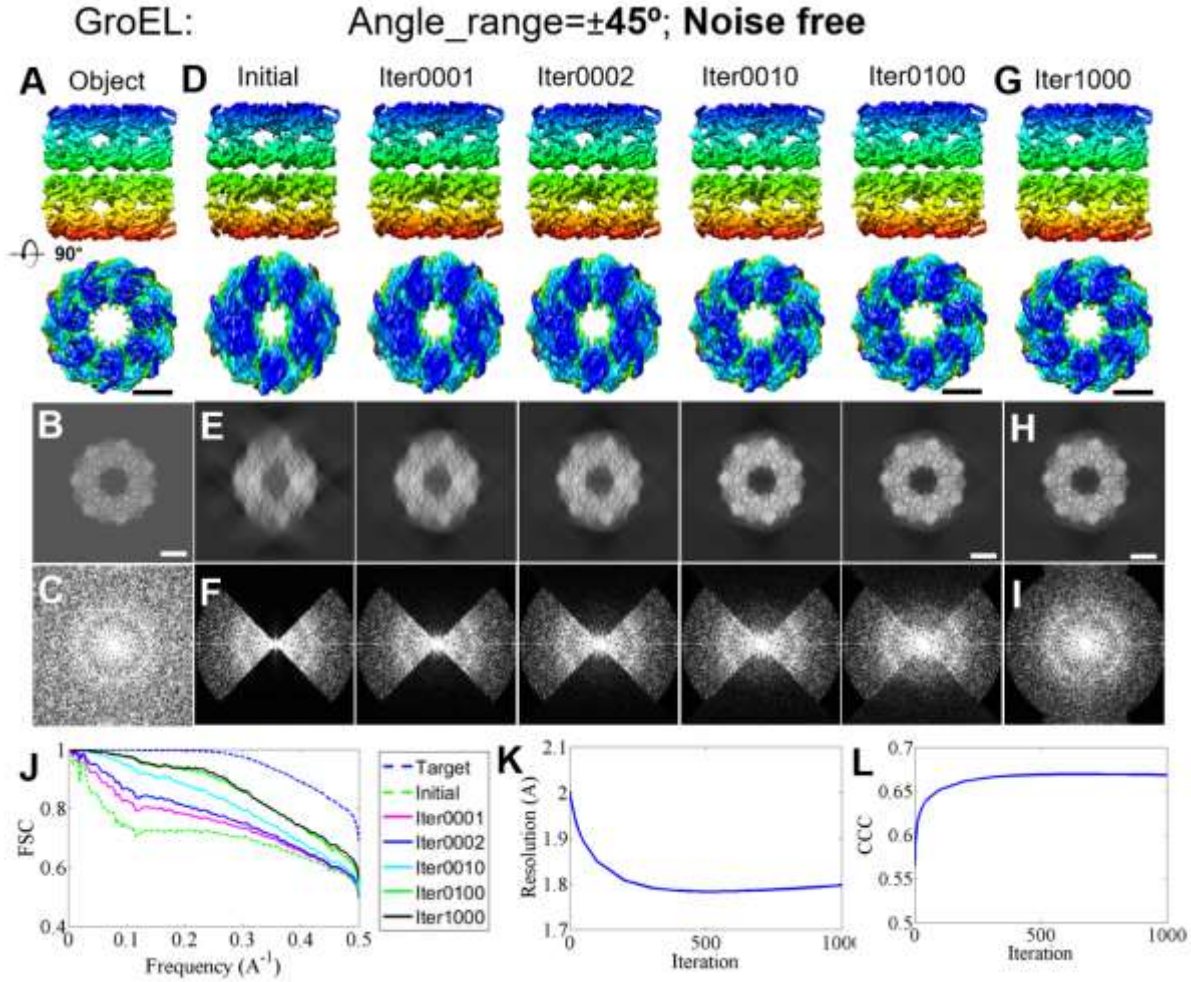 GroEL: Angle_range=±45º; Noise free
A Object D Initial Iter0001 Iter0002 Iter0010 Iter0100 G Iter1000
90°
B E H
C F I
J K L
1
0.8
0.6
0.4
FSC
0 0.1 0.2 0.3 0.4 0.5
Frequency (A⁻¹)
Target
Initial
Iter0001
Iter0002
Iter0010
Iter0100
Iter1000
2.1
2
1.9
1.8
1.7
Resolution (A)
0 500 100
Iteration
0.7
0.65
0.6
0.55
0.5
CCC
0 500 1000
Iteration